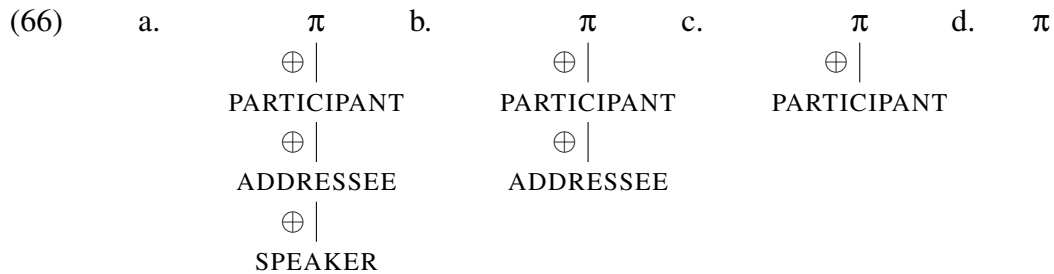 (66) a. π b. π c. π d. π
⊕ ⊕ ⊕
PARTICIPANT PARTICIPANT PARTICIPANT
⊕ ⊕
ADDRESSEE ADDRESSEE
⊕
SPEAKER